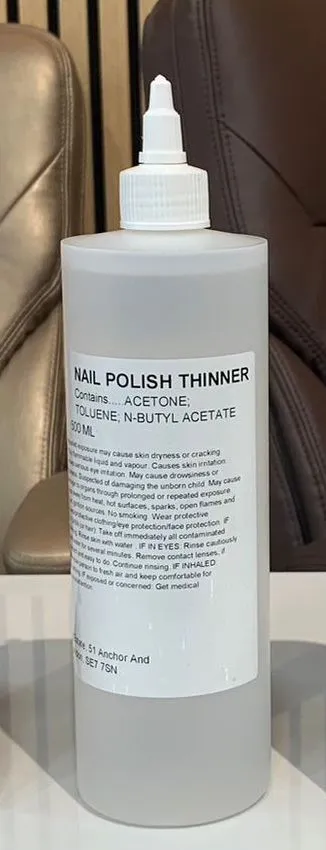 NAIL POLISH THINNER
Contains.....ACETONE;
TOLUENE; N-BUTYL ACETATE
500 ML
exposure may cause skin dryness or cracking
liquid and vapour. Causes skin irritation
eye irritation. May cause drowsiness or
Suspected of damaging the unborn child. May cause
organs through prolonged or repeated exposure
from heat, hot surfaces, sparks, open flames and
ignition sources. No smoking. Wear protective
clothing/eye protection/face protection. IF
(or hair): Take off immediately all contaminated
Rinse skin with water. IF IN EYES: Rinse cautiously
for several minutes. Remove contact lenses, if
and easy to do. Continue rinsing. IF INHALED:
person to fresh air and keep comfortable for
IF exposed or concerned: Get medical
51 Anchor And
SE7 7SN